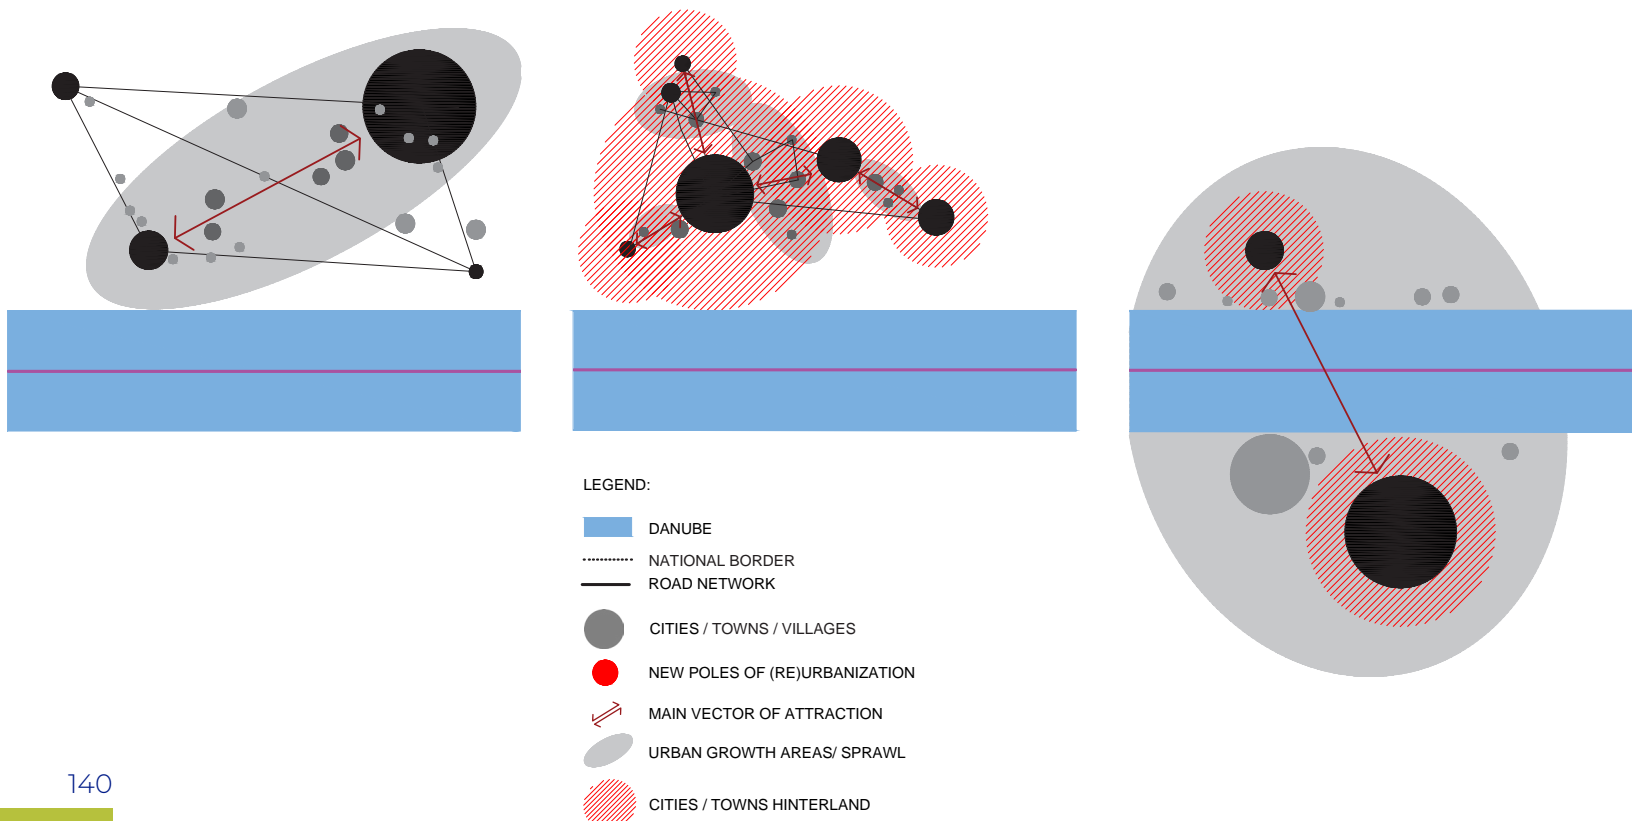 LEGEND:
DANUBE
NATIONAL BORDER
ROAD NETWORK
CITIES / TOWNS / VILLAGES
NEW POLES OF (RE)URBANIZATION
MAIN VECTOR OF ATTRACTION
URBAN GROWTH AREAS/ SPRAWL
CITIES / TOWNS HINTERLAND
140